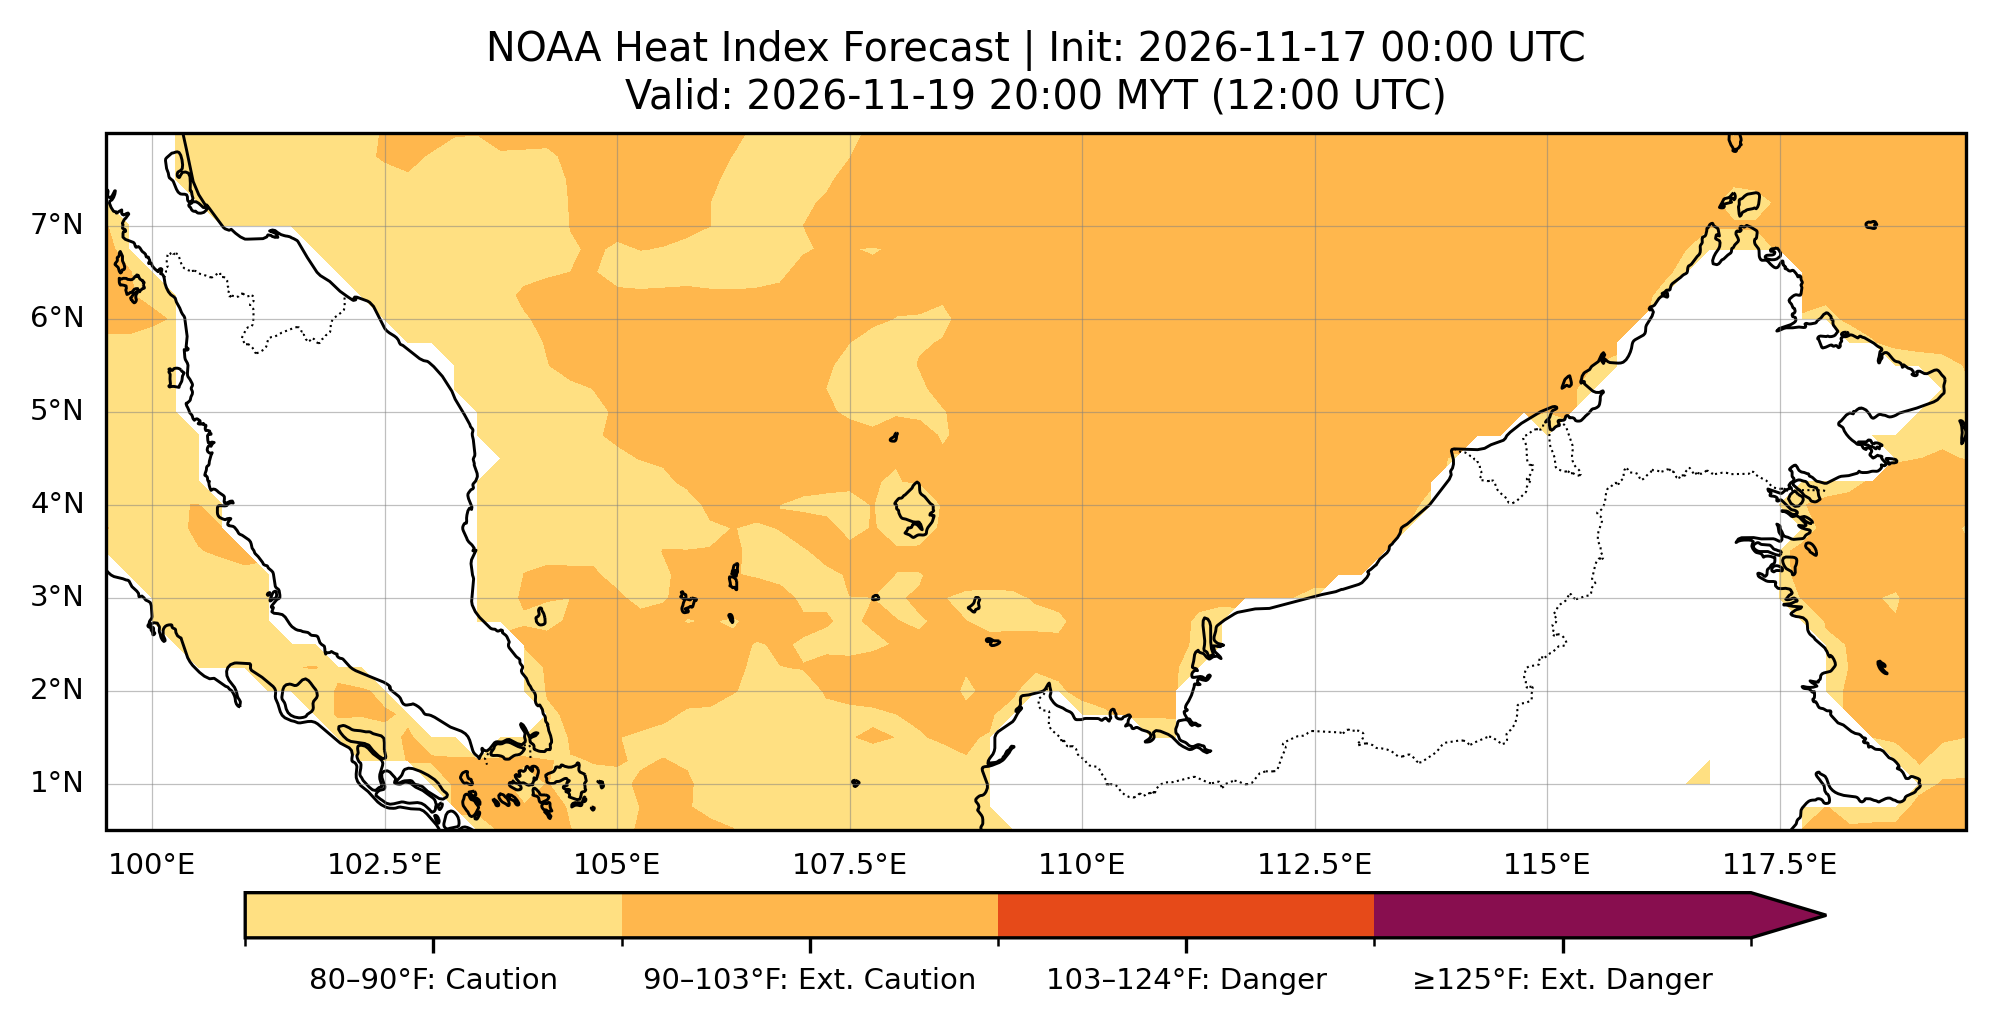 NOAA Heat Index Forecast | Init: 2026-11-17 00:00 UTC
Valid: 2026-11-19 20:00 MYT (12:00 UTC)
7°N
6°N
5°N
4°N
3°N
2°N
1°N
100°E 102.5°E 105°E 107.5°E 110°E 112.5°E 115°E 117.5°E
80–90°F: Caution 90–103°F: Ext. Caution 103–124°F: Danger ≥125°F: Ext. Danger